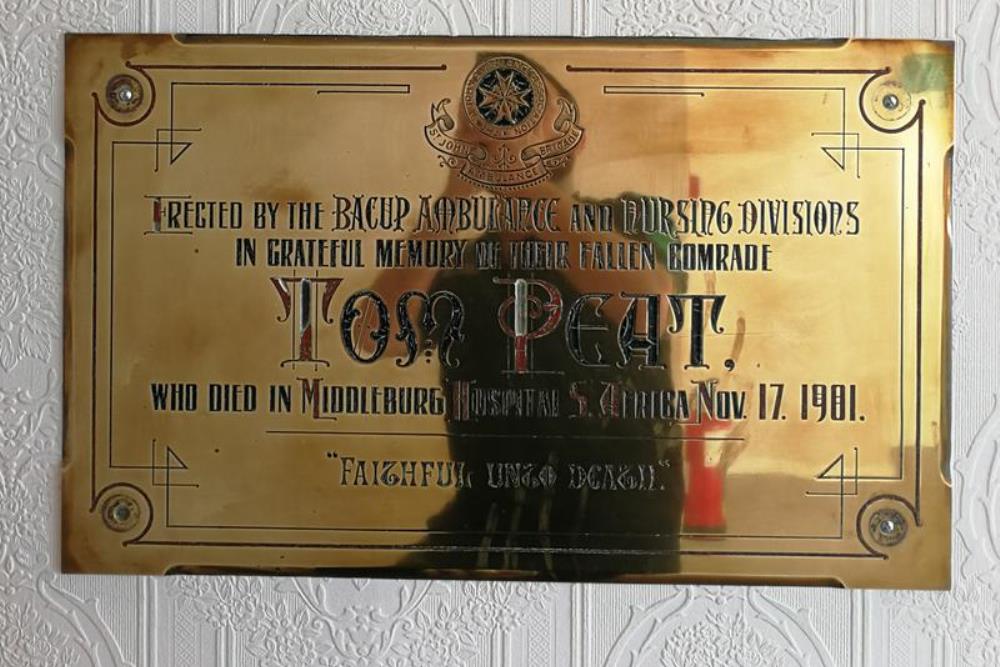 ST JOHN AMBULANCE BRIGADE
ERECTED BY THE BACUP AMBULANCE AND NURSING DIVISIONS
IN GRATEFUL MEMORY OF THEIR FALLEN COMRADE
TOM PEAT,
WHO DIED IN MIDDLEBURG HOSPITAL S. AFRICA NOV. 17. 1901.
"FAITHFUL UNTO DEATH."